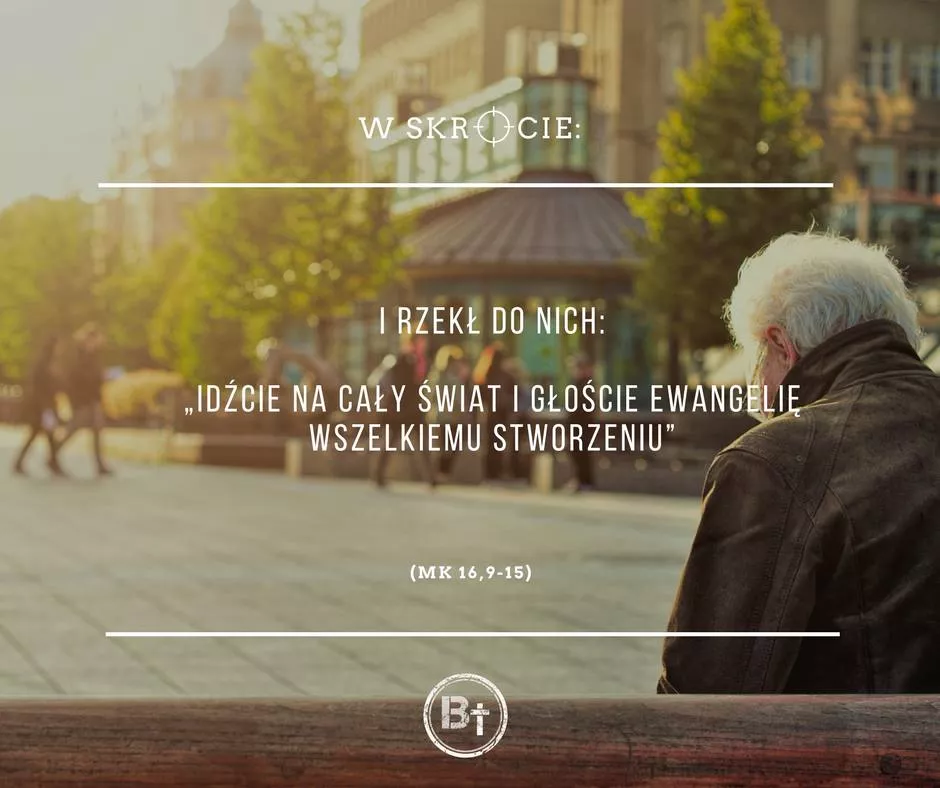 W SKRÓCIE:
I RZEKŁ DO NICH:
„IDŹCIE NA CAŁY ŚWIAT I GŁOŚCIE EWANGELIĘ
WSZELKIEMU STWORZENIU”
(MK 16,9-15)
B†